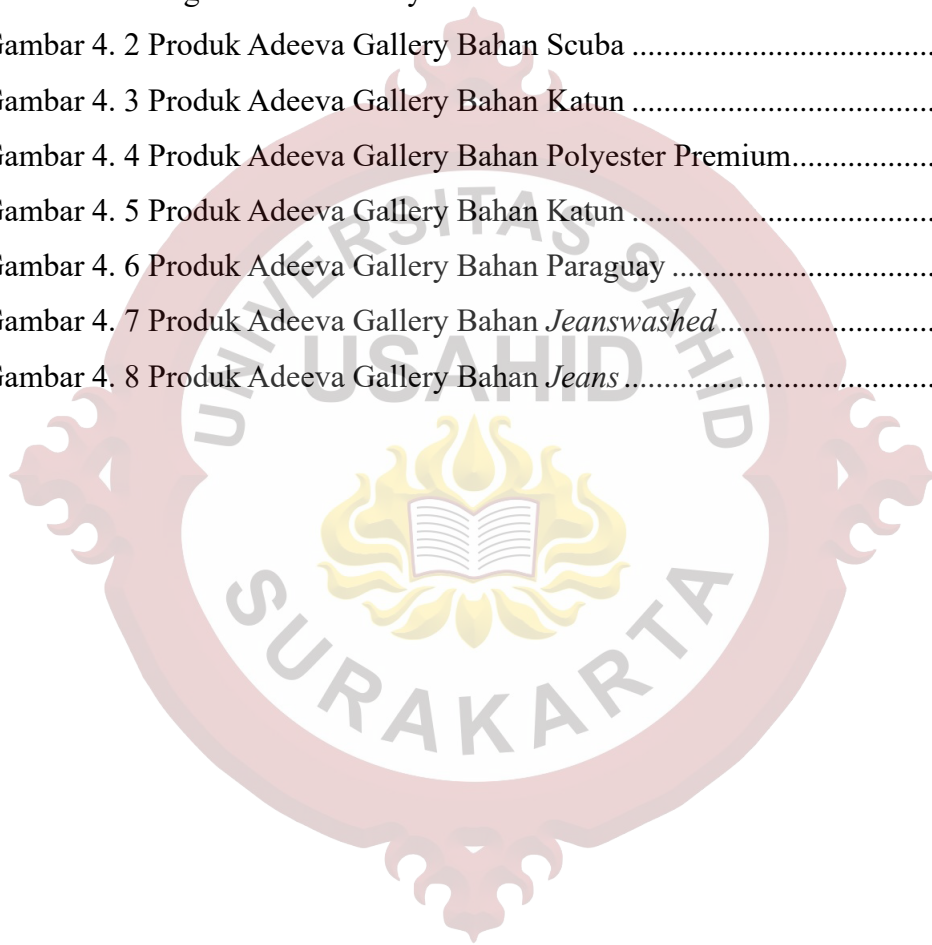 Gambar 4. 2 Produk Adeeva Gallery Bahan Scuba ......................................
Gambar 4. 3 Produk Adeeva Gallery Bahan Katun ......................................
Gambar 4. 4 Produk Adeeva Gallery Bahan Polyester Premium..................
Gambar 4. 5 Produk Adeeva Gallery Bahan Katun ......................................
Gambar 4. 6 Produk Adeeva Gallery Bahan Paraguay .................................
Gambar 4. 7 Produk Adeeva Gallery Bahan Jeanswashed...........................
Gambar 4. 8 Produk Adeeva Gallery Bahan Jeans .......................................
UNIVERSITAS SAHID
USAHID
SURAKARTA